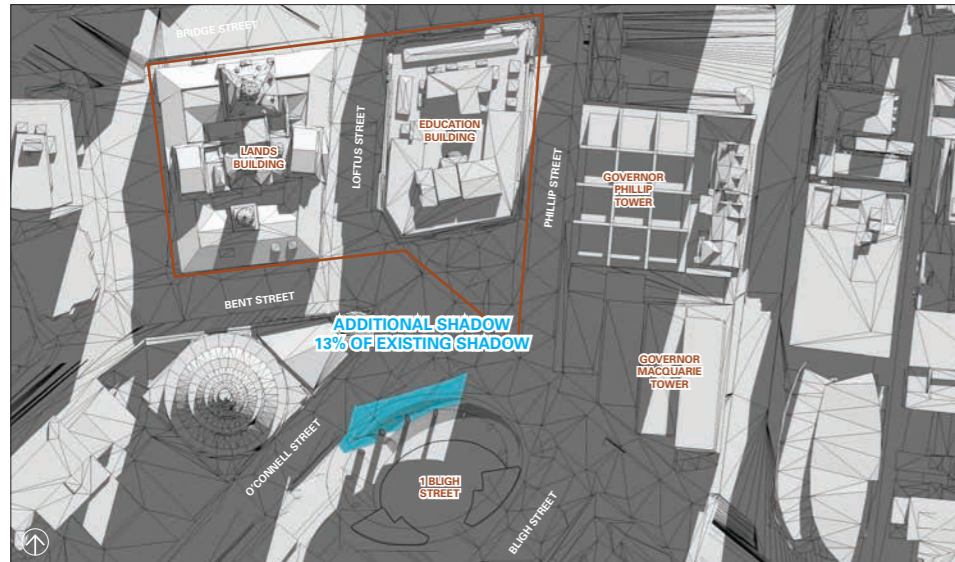 BRIDGE STREET
LOFTUS STREET
EDUCATION
BUILDING
LANDS
BUILDING
PHILLIP STREET
GOVERNOR
PHILLIP
TOWER
BENT STREET
ADDITIONAL SHADOW
13% OF EXISTING SHADOW
GOVERNOR
MACQUARIE
TOWER
O'CONNELL STREET
1 BLIGH
STREET
BLIGH STREET